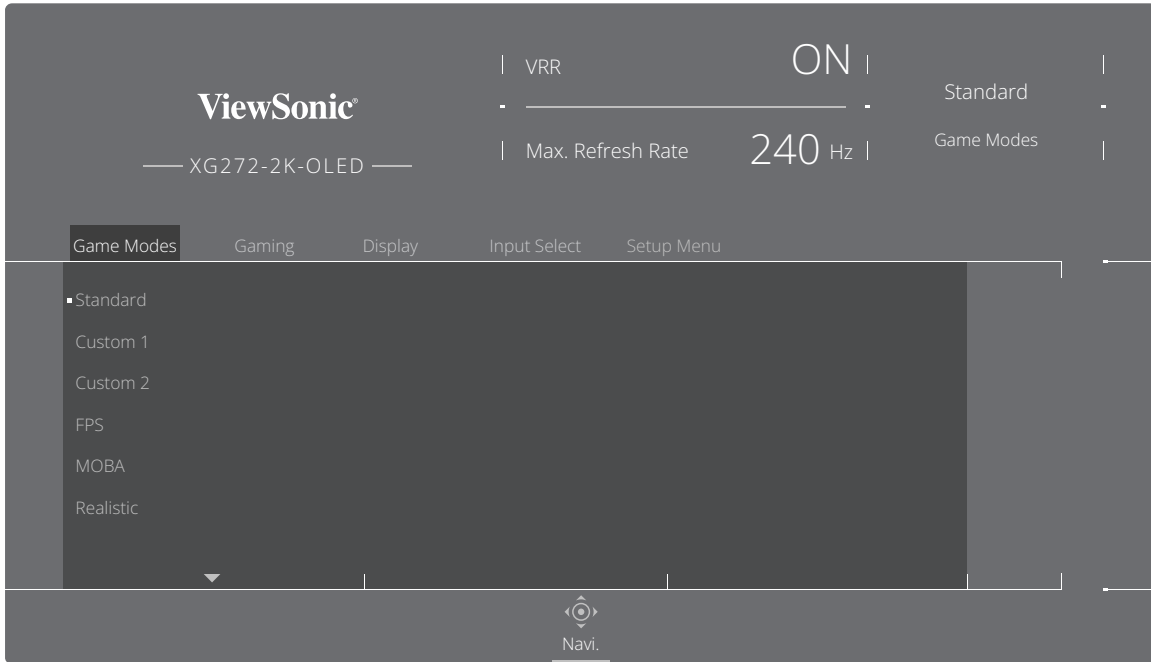 ViewSonic®
XG272-2K-OLED
VRR ON
Max. Refresh Rate 240 Hz
Standard
Game Modes
Game Modes Gaming Display Input Select Setup Menu
Standard
Custom 1
Custom 2
FPS
MOBA
Realistic
Navi.